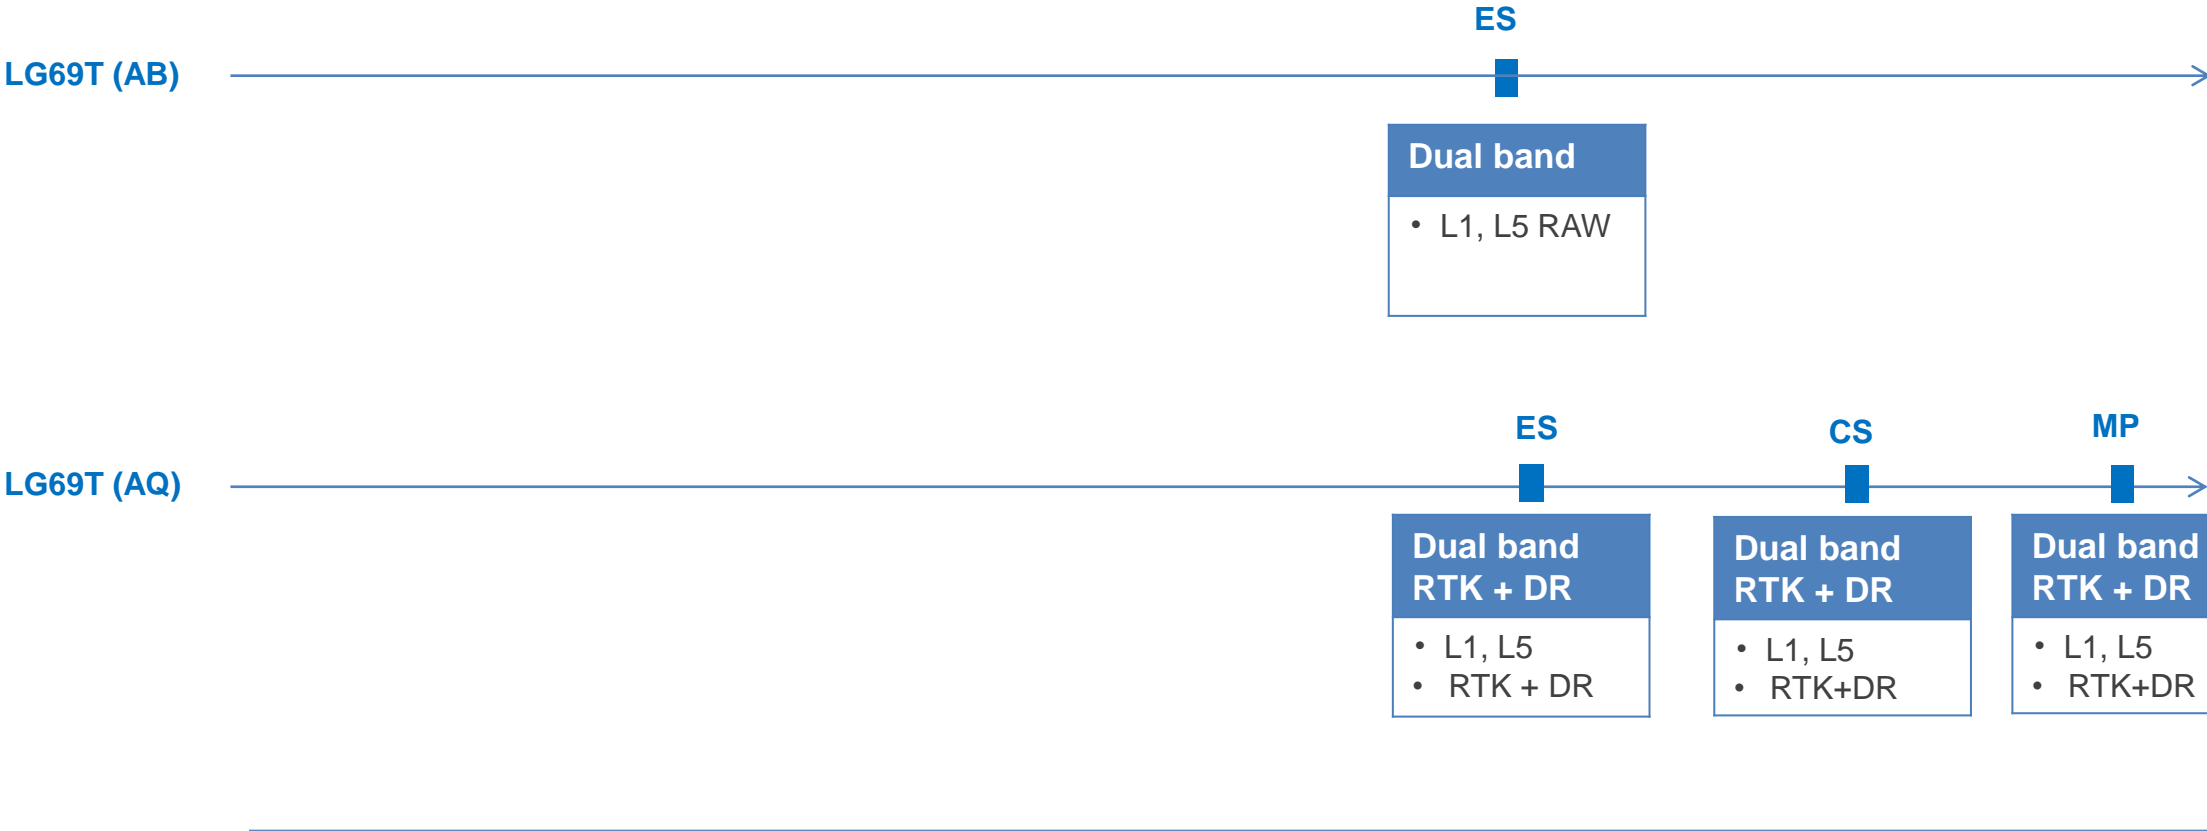 ES
LG69T (AB)
Dual band
• L1, L5 RAW
ES
CS
MP
LG69T (AQ)
Dual band
RTK + DR
• L1, L5
• RTK + DR
Dual band
RTK + DR
• L1, L5
• RTK+DR
Dual band
RTK + DR
• L1, L5
• RTK+DR